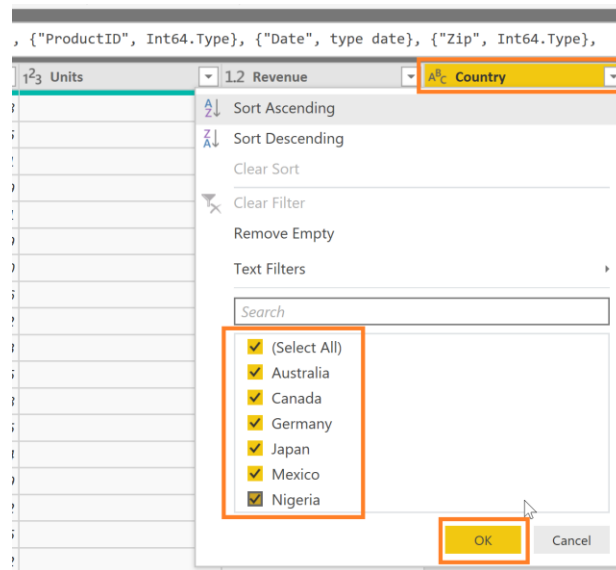 , {"ProductID", Int64.Type}, {"Date", type date}, {"Zip", Int64.Type},
1²3 Units
1.2 Revenue
ABC Country
Sort Ascending
Sort Descending
Clear Sort
Clear Filter
Remove Empty
Text Filters
Search
(Select All)
Australia
Canada
Germany
Japan
Mexico
Nigeria
OK Cancel